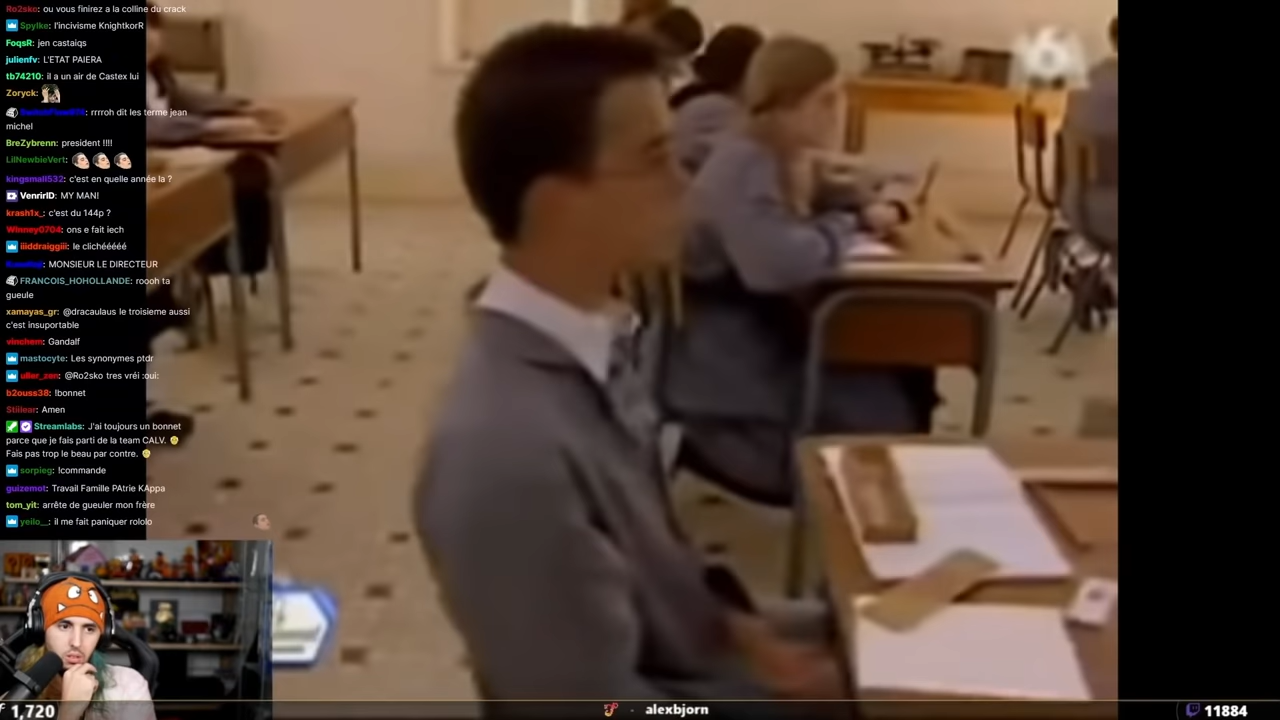 Ro2sko: ou vous finirez a la colline du crack
Spylke: l'incivisme KnightkorR
FoqsR: jen castaiqs
julienfv: L'ETAT PAIERA
tb74210: il a un air de Castex lui
Zoryck:
: rrrroh dit les terme jean
michel
BreZybrenn: president !!!!
LilNewbieVert:
kingsmall532: c'est en quelle année la ?
VenrirID: MY MAN!
krash1x_: c'est du 144p ?
Winney0704: ons e fait iech
iiiddraiggiii: le clichééééé
: MONSIEUR LE DIRECTEUR
FRANCOIS_HOHOLLANDE: roooh ta
gueule
xamayas_gr: @dracaulaus le troisieme aussi
c'est insuportable
vinchem: Gandalf
mastocyte: Les synonymes ptdr
uller_zen: @Ro2sko tres vréi :oui:
b2ouss38: !bonnet
Stiilear: Amen
Streamlabs: J'ai toujours un bonnet
parce que je fais parti de la team CALV.
Fais pas trop le beau par contre.
sorpieg: !commande
guizemot: Travail Famille PAtrie KAppa
tom_yit: arrête de gueuler mon frère
yeilo__: il me fait paniquer rololo
6
1,720
alexbjorn
11884